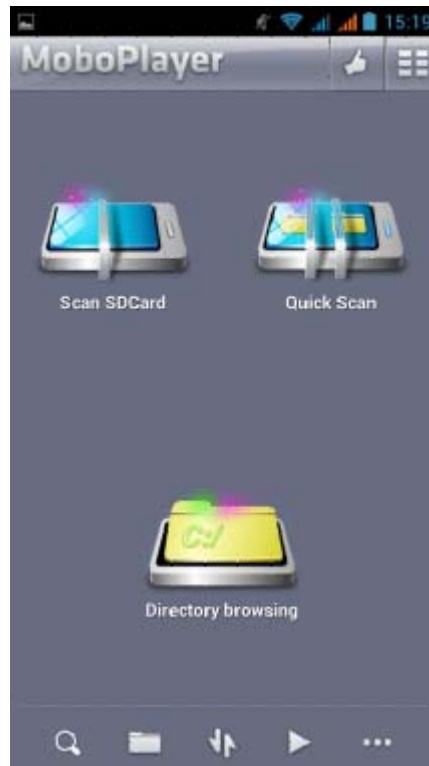 15:19
MoboPlayer
Scan SDCard
Quick Scan
C:/
Directory browsing